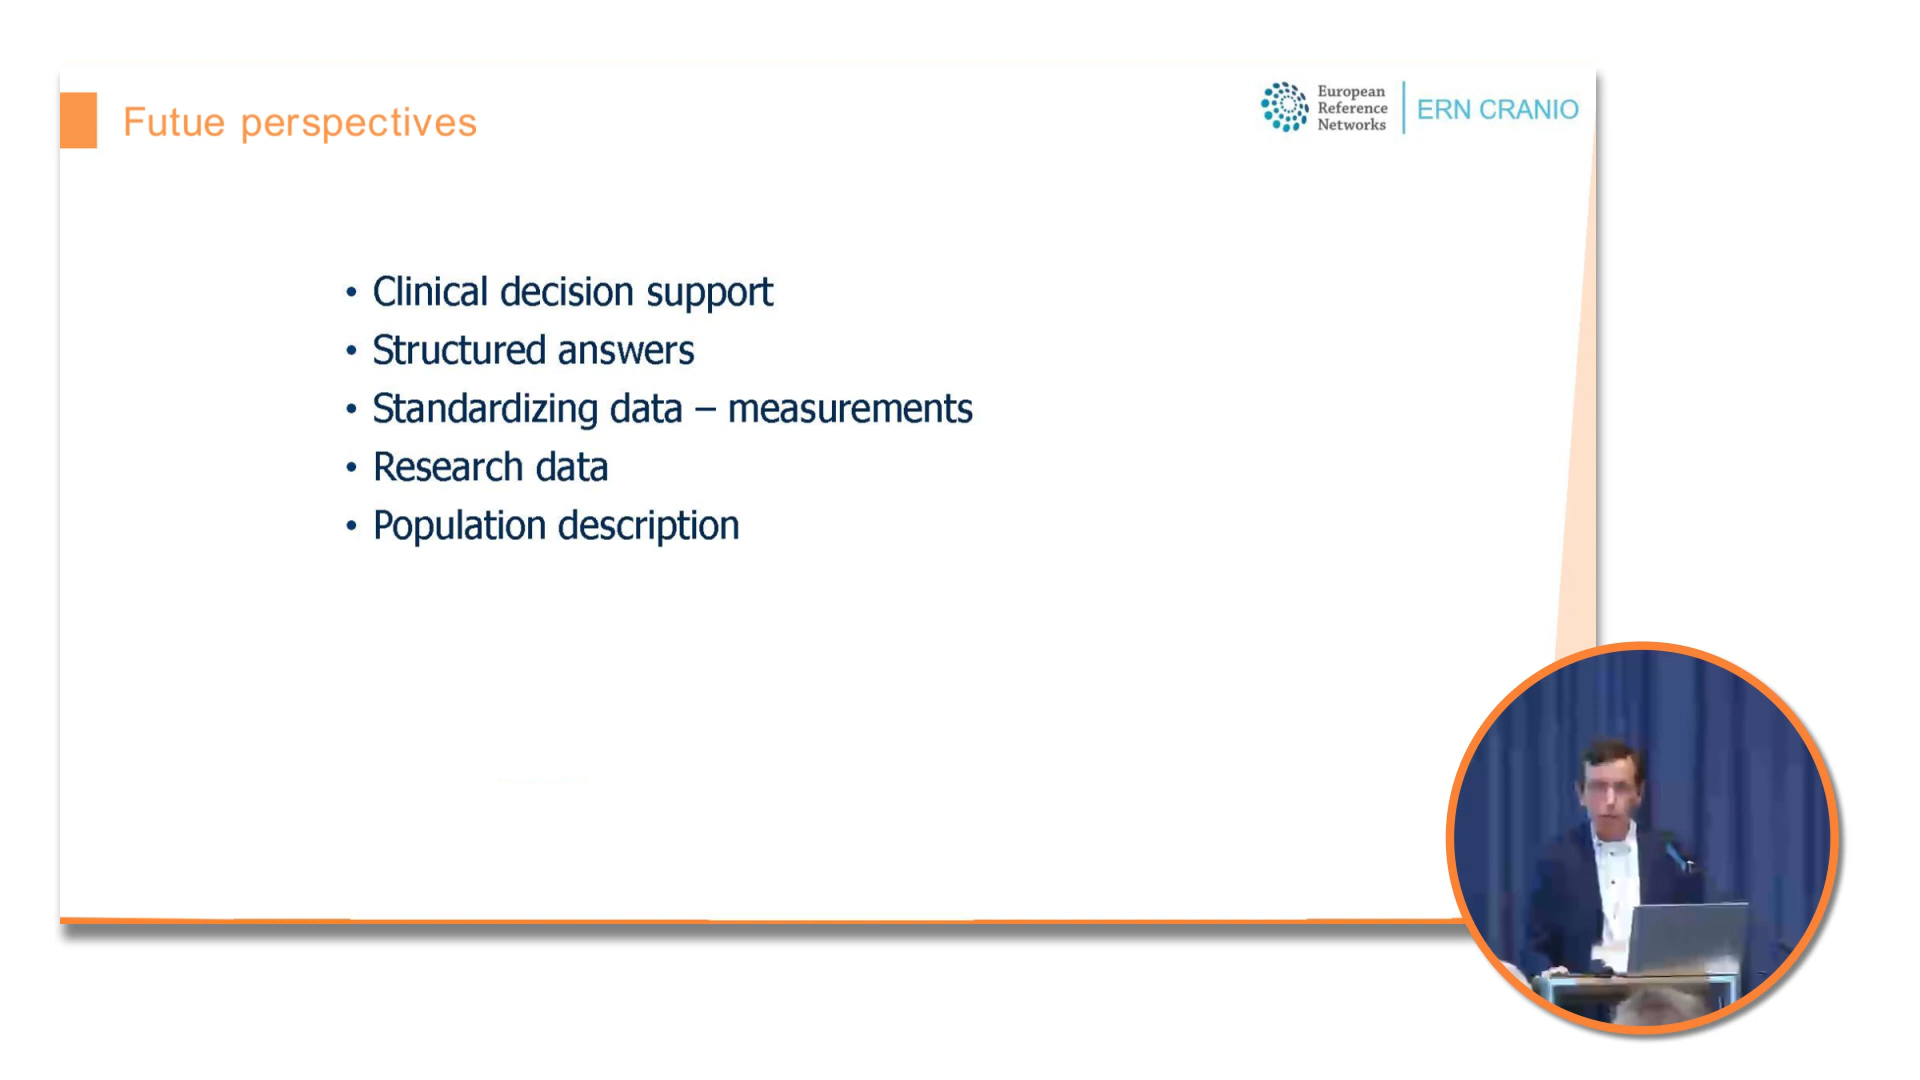 Futue perspectives
European
Reference
Networks
ERN CRANIO
• Clinical decision support
• Structured answers
• Standardizing data – measurements
• Research data
• Population description